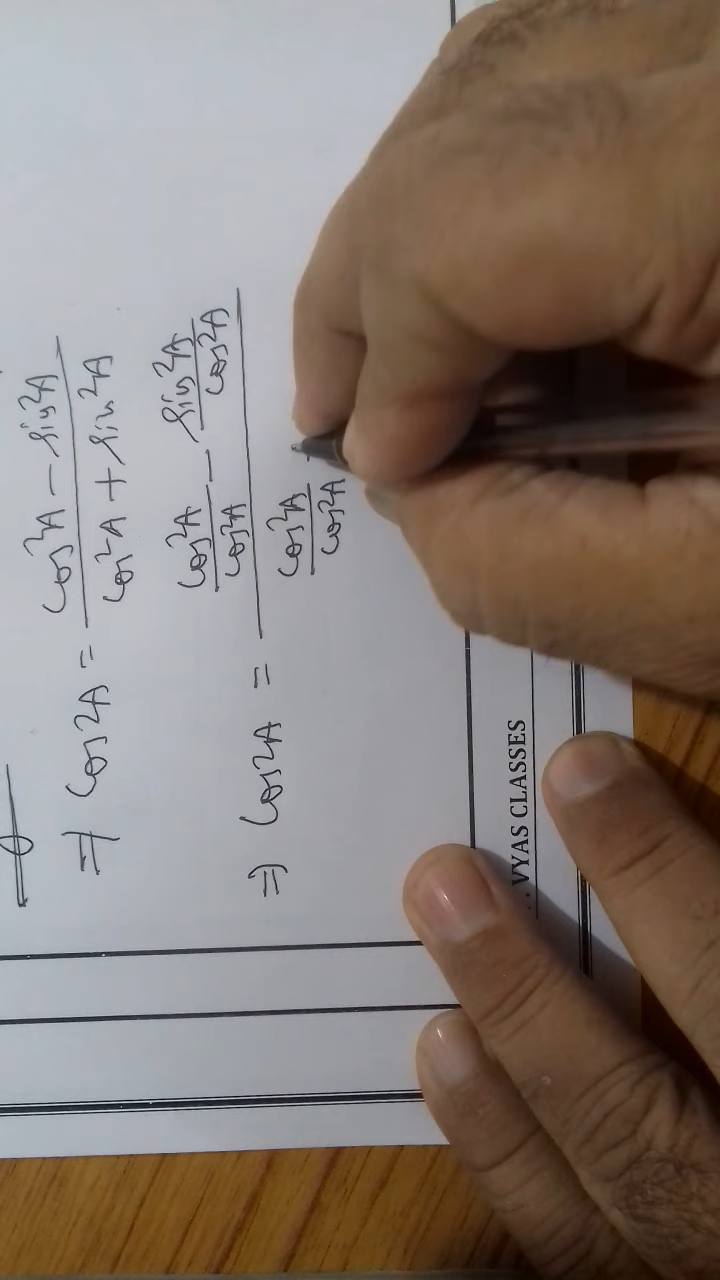 ⇒ cos2A = (cos²A − sin²A) / (cos²A + sin²A)
⇒ cos2A = (cos²A/cos²A − sin²A/cos²A) / (cos²A/cos²A
VYAS CLASSES